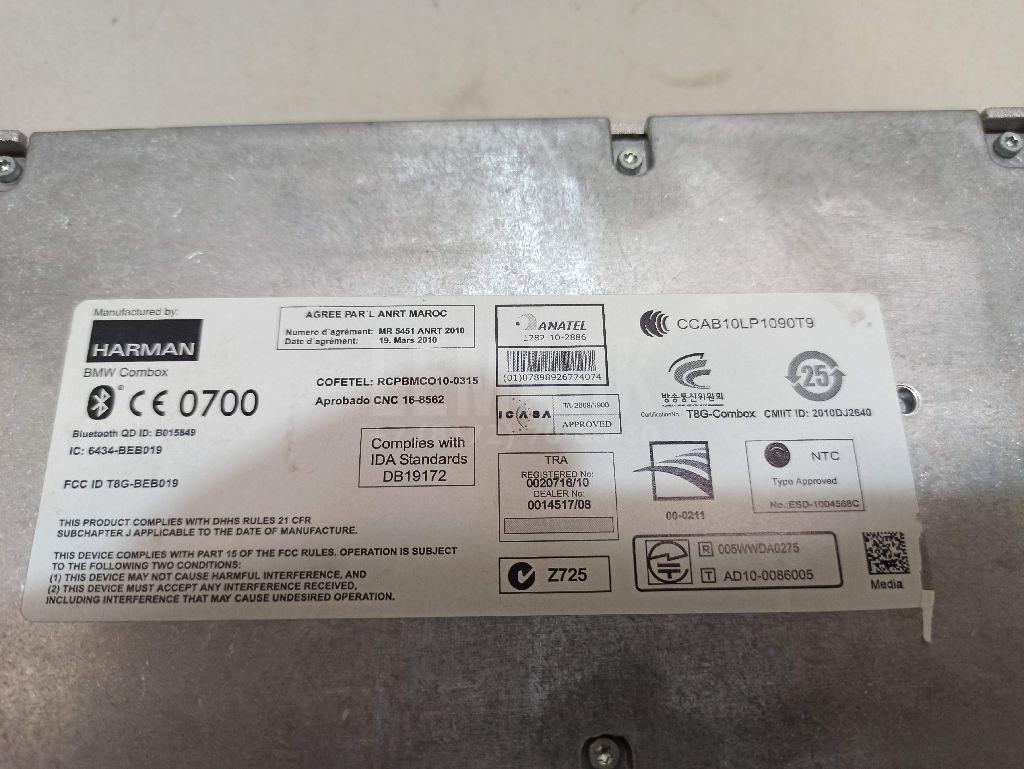 Manufactured by:
HARMAN
BMW Combox
CE 0700
Bluetooth QD ID: B015849
IC: 6434-BEB019
FCC ID T8G-BEB019
THIS PRODUCT COMPLIES WITH DHHS RULES 21 CFR
SUBCHAPTER J APPLICABLE TO THE DATE OF MANUFACTURE.
THIS DEVICE COMPLIES WITH PART 15 OF THE FCC RULES. OPERATION IS SUBJECT
TO THE FOLLOWING TWO CONDITIONS:
(1) THIS DEVICE MAY NOT CAUSE HARMFUL INTERFERENCE, AND
(2) THIS DEVICE MUST ACCEPT ANY INTERFERENCE RECEIVED,
INCLUDING INTERFERENCE THAT MAY CAUSE UNDESIRED OPERATION.
AGREE PAR`L ANRT MAROC
Numero d`agrément: MR 5451 ANRT 2010
Date d`agrément: 19. Mars 2010
COFETEL: RCPBMCO10-0315
Aprobado CNC 16-8562
Complies with
IDA Standards
DB19172
ANATEL
1782-10-2886
(01)07898926774074
ICASA
TA-2009/1900
APPROVED
TRA
REGISTERED No:
0020716/10
DEALER No:
0014517/08
Z725
CCAB10LP1090T9
방송통신위원회
Certification No.: T8G-Combox
25
CMIIT ID: 2010DJ2640
00-0211
NTC
Type Approved
No.:ESD-1004568C
R 005WWDA0275
T AD10-0086005
Media